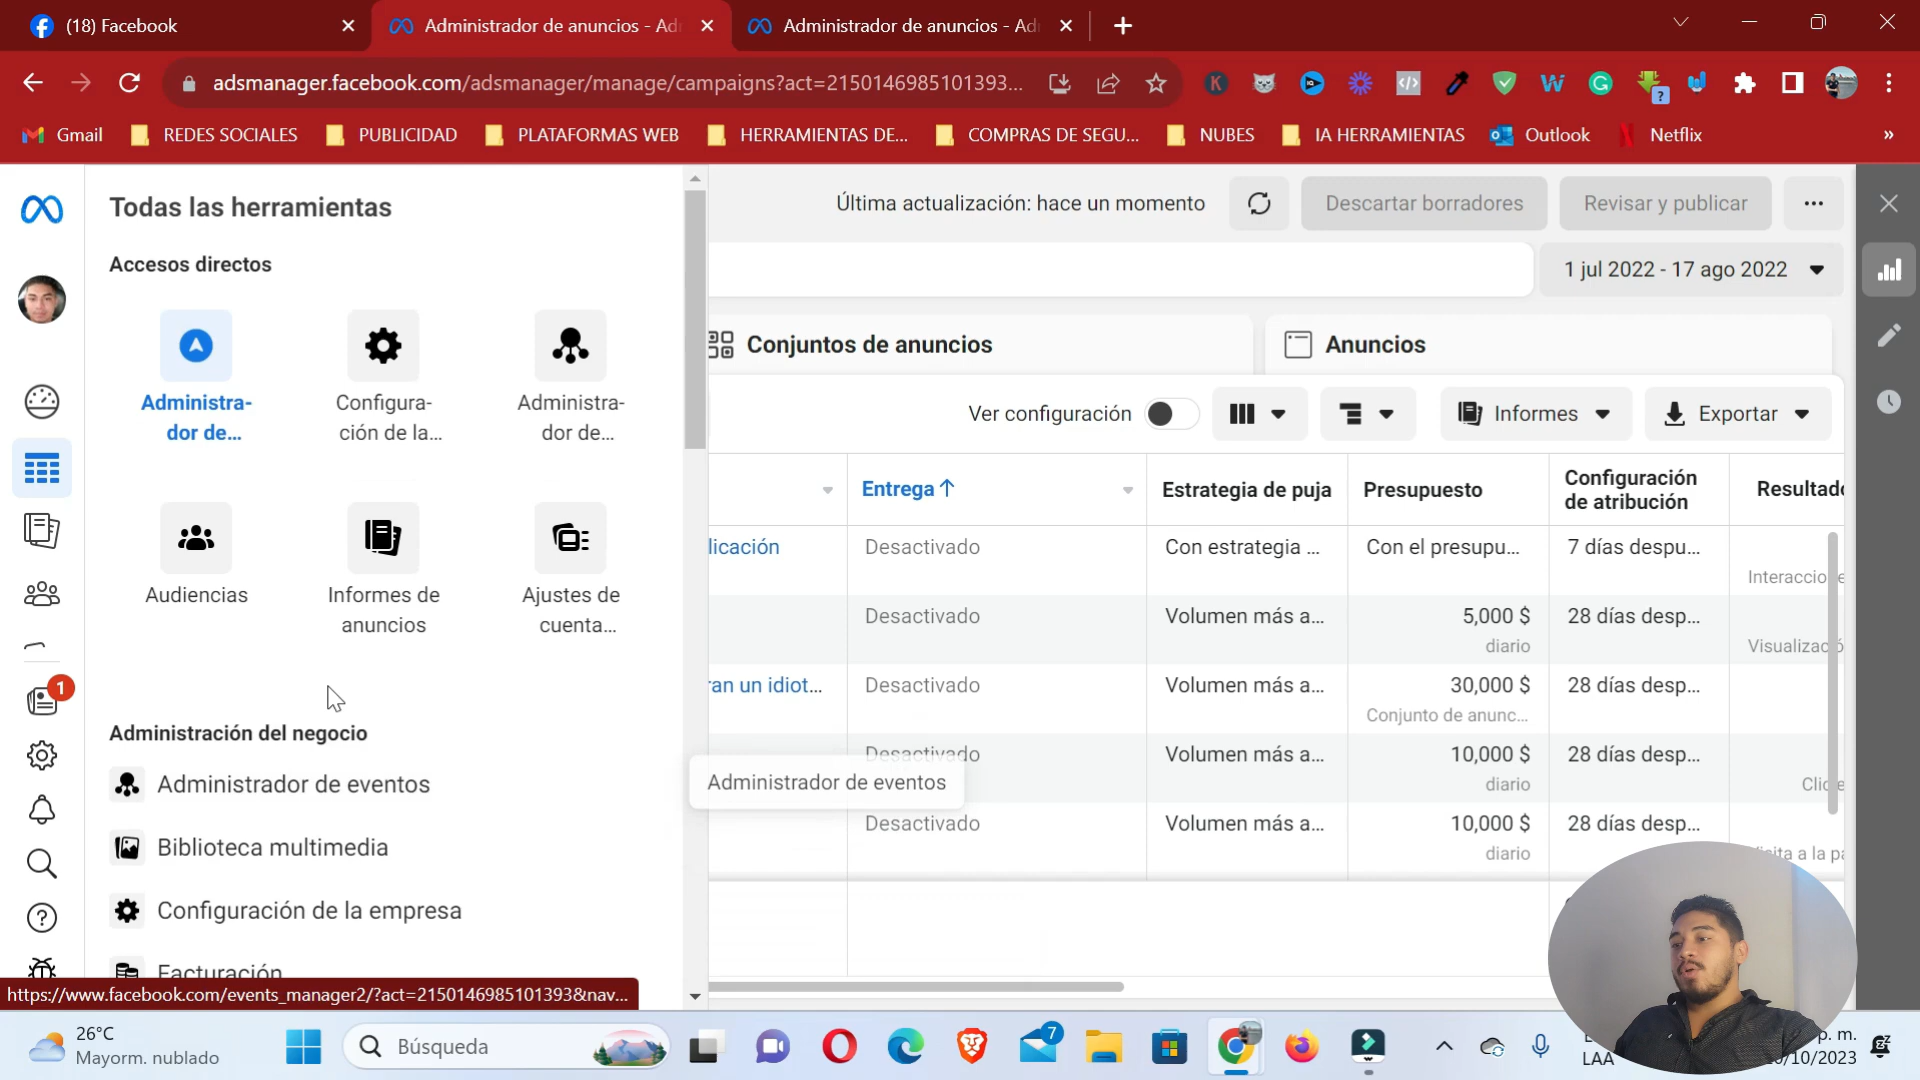 (18) Facebook
Administrador de anuncios - Ad
Administrador de anuncios - Ad
adsmanager.facebook.com/adsmanager/manage/campaigns?act=2150146985101393...
Gmail
REDES SOCIALES
PUBLICIDAD
PLATAFORMAS WEB
HERRAMIENTAS DE...
COMPRAS DE SEGU...
NUBES
IA HERRAMIENTAS
Outlook
Netflix
»
Todas las herramientas
Última actualización: hace un momento
Descartar borradores
Revisar y publicar
Accesos directos
1 jul 2022 - 17 ago 2022
Administra-
dor de...
Configura-
ción de la...
Administra-
dor de...
Conjuntos de anuncios
Anuncios
Ver configuración
Informes
Exportar
Entrega ↑
Estrategia de puja
Presupuesto
Configuración
de atribución
Audiencias
Informes de
anuncios
Ajustes de
cuenta...
licación
Desactivado
Con estrategia ...
Con el presupu...
7 días despu...
Desactivado
Volumen más a...
5,000 $
diario
28 días desp...
ran un idiot...
Desactivado
Volumen más a...
30,000 $
Conjunto de anunc...
28 días desp...
Desactivado
Volumen más a...
10,000 $
diario
28 días desp...
Desactivado
Volumen más a...
10,000 $
diario
28 días desp...
1
Administración del negocio
Administrador de eventos
Administrador de eventos
Biblioteca multimedia
Configuración de la empresa
Facturación
https://www.facebook.com/events_manager2/?act=2150146985101393&nav...
26°C
Mayorm. nublado
Búsqueda
7
LAA
p. m.
/10/2023